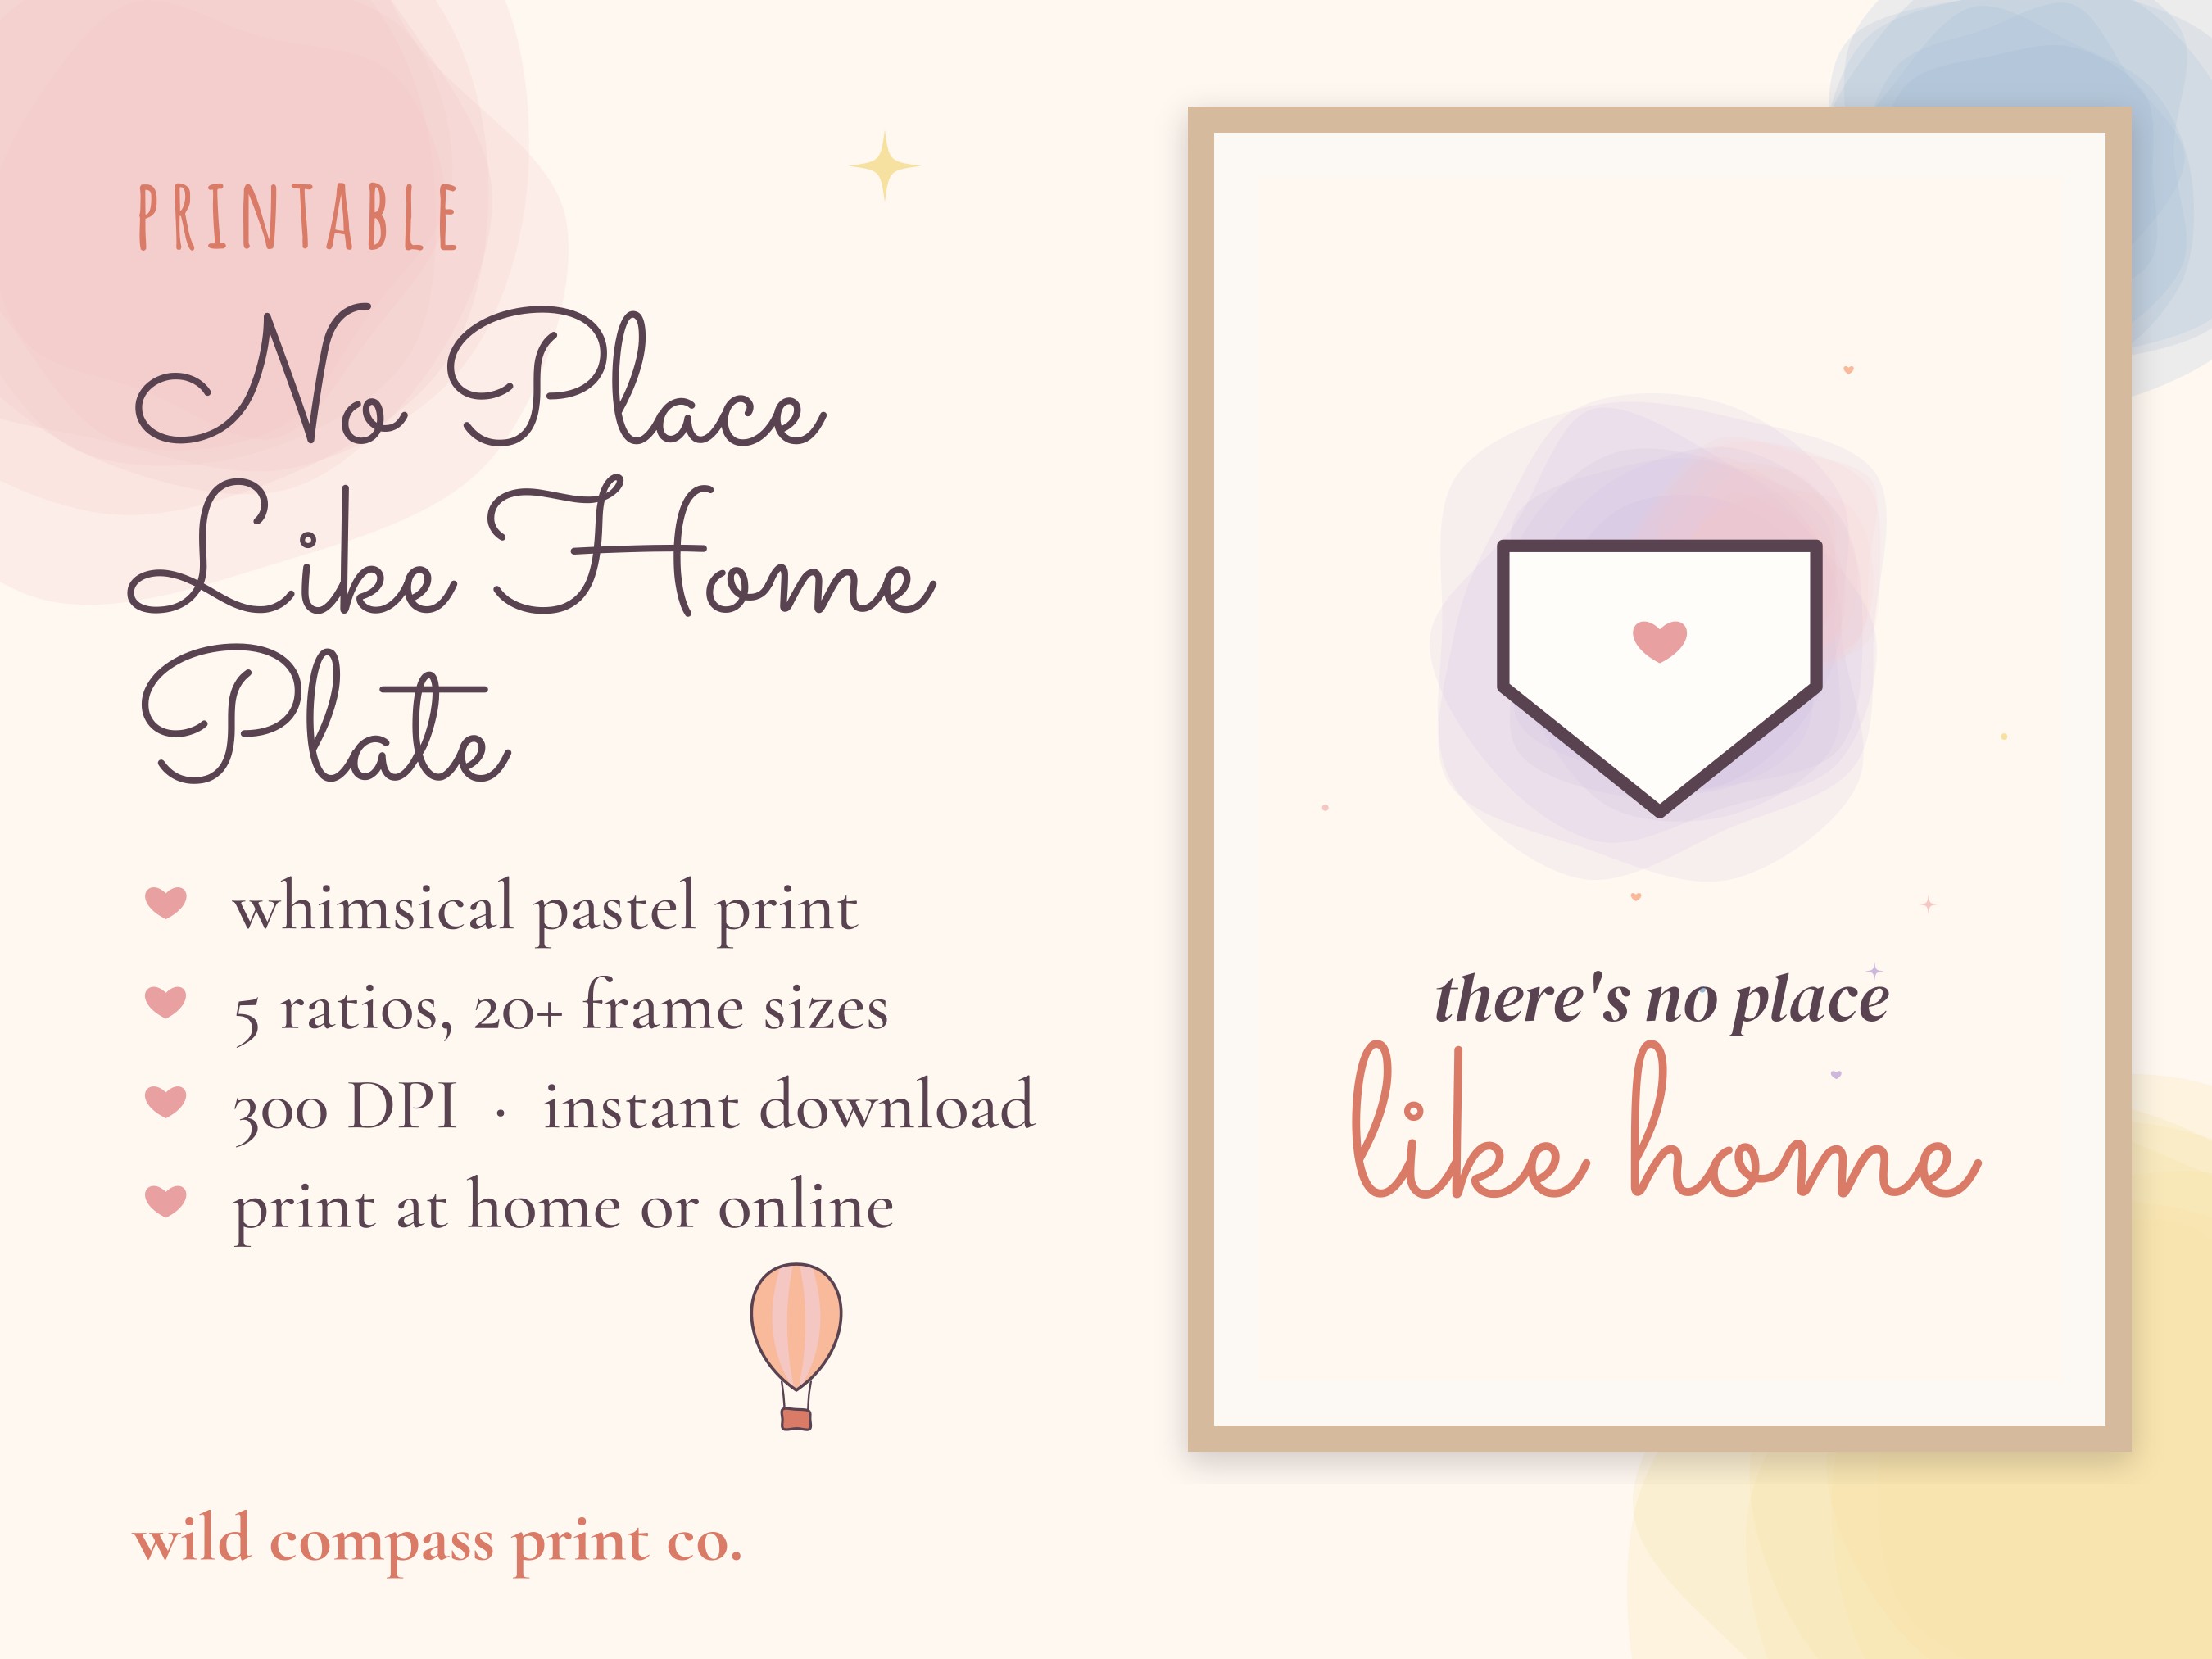 PRINTABLE
No Place
Like Home
Plate
whimsical pastel print
5 ratios, 20+ frame sizes
300 DPI · instant download
print at home or online
wild compass print co.
there's no place
like home